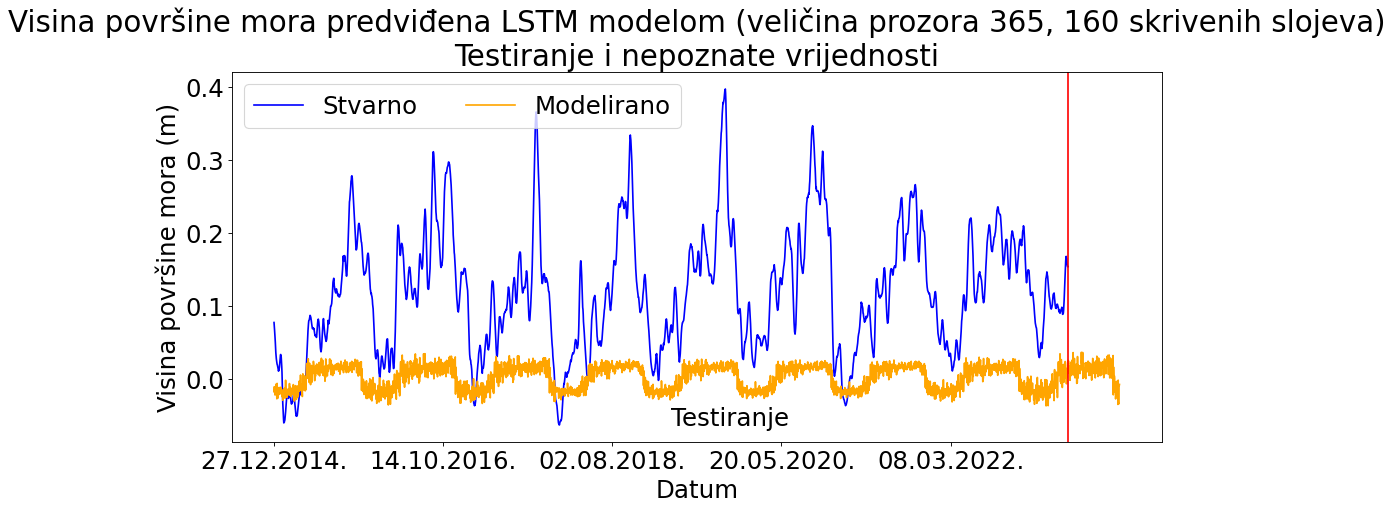 Visina površine mora predviđena LSTM modelom (veličina prozora 365, 160 skrivenih slojeva)
Testiranje i nepoznate vrijednosti
Stvarno Modelirano
Visina površine mora (m)
0.4
0.3
0.2
0.1
0.0
Testiranje
27.12.2014. 14.10.2016. 02.08.2018. 20.05.2020. 08.03.2022.
Datum